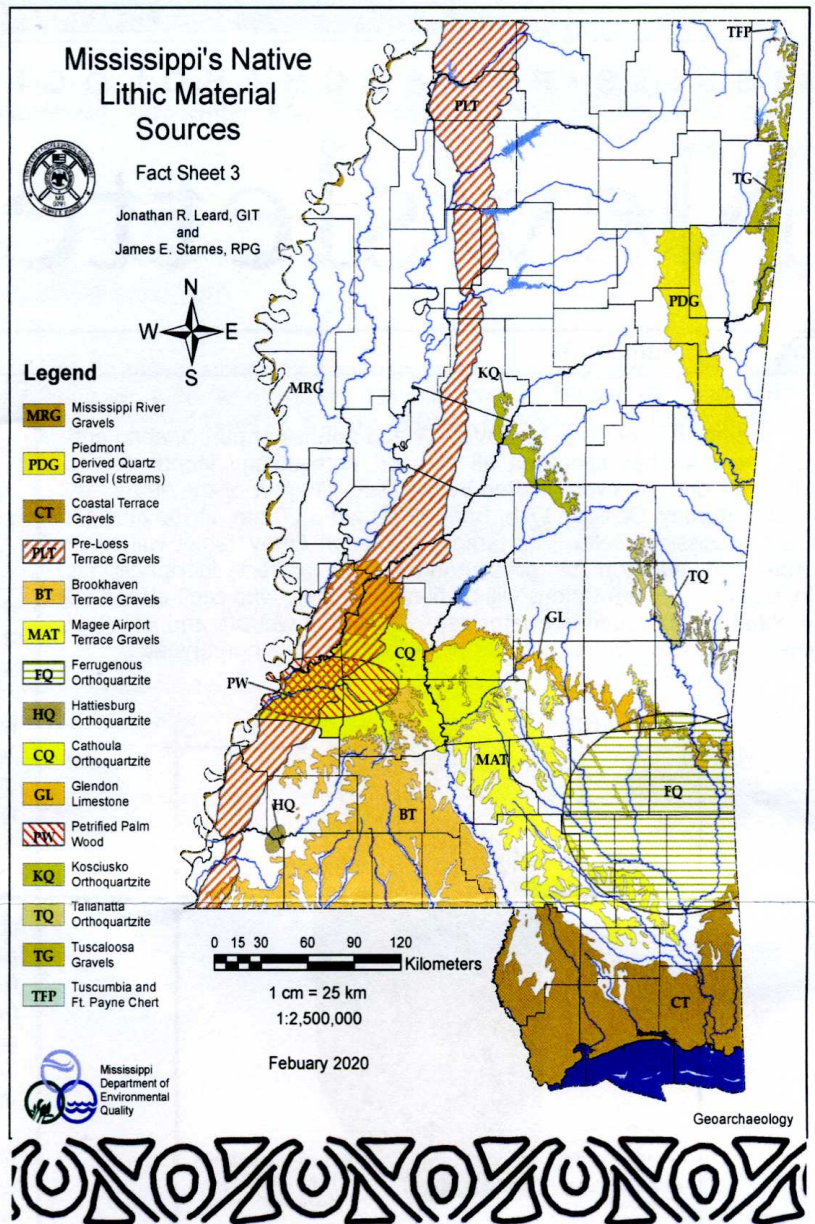 Mississippi's Native
Lithic Material
Sources
Fact Sheet 3
Jonathan R. Leard, GIT
and
James E. Starnes, RPG
N
W E
S
Legend
MRG Mississippi River
Gravels
PDG Piedmont
Derived Quartz
Gravel (streams)
CT Coastal Terrace
Gravels
PLT Pre-Loess
Terrace Gravels
BT Brookhaven
Terrace Gravels
MAT Magee Airport
Terrace Gravels
FQ Ferrugenous
Orthoquartzite
HQ Hattiesburg
Orthoquartzite
CQ Cathoula
Orthoquartzite
GL Glendon
Limestone
PW Petrified Palm
Wood
KQ Kosciusko
Orthoquartzite
TQ Tallahatta
Orthoquartzite
TG Tuscaloosa
Gravels
TFP Tuscumbia and
Ft. Payne Chert
TFP
PLT
TG
PDG
KQ
MRG
TQ
GL
CQ
PW
MAT
FQ
HQ
BT
CT
0 15 30 60 90 120
Kilometers
1 cm = 25 km
1:2,500,000
Febuary 2020
Mississippi
Department of
Environmental
Quality
Geoarchaeology